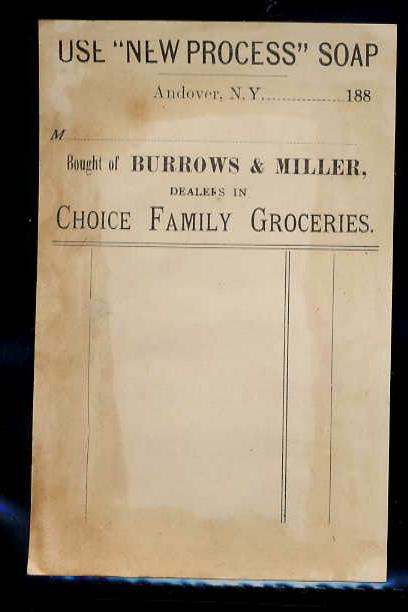 USE "NEW PROCESS" SOAP
Andover, N. Y. 188
M
Bought of BURROWS & MILLER,
DEALERS IN
CHOICE FAMILY GROCERIES.